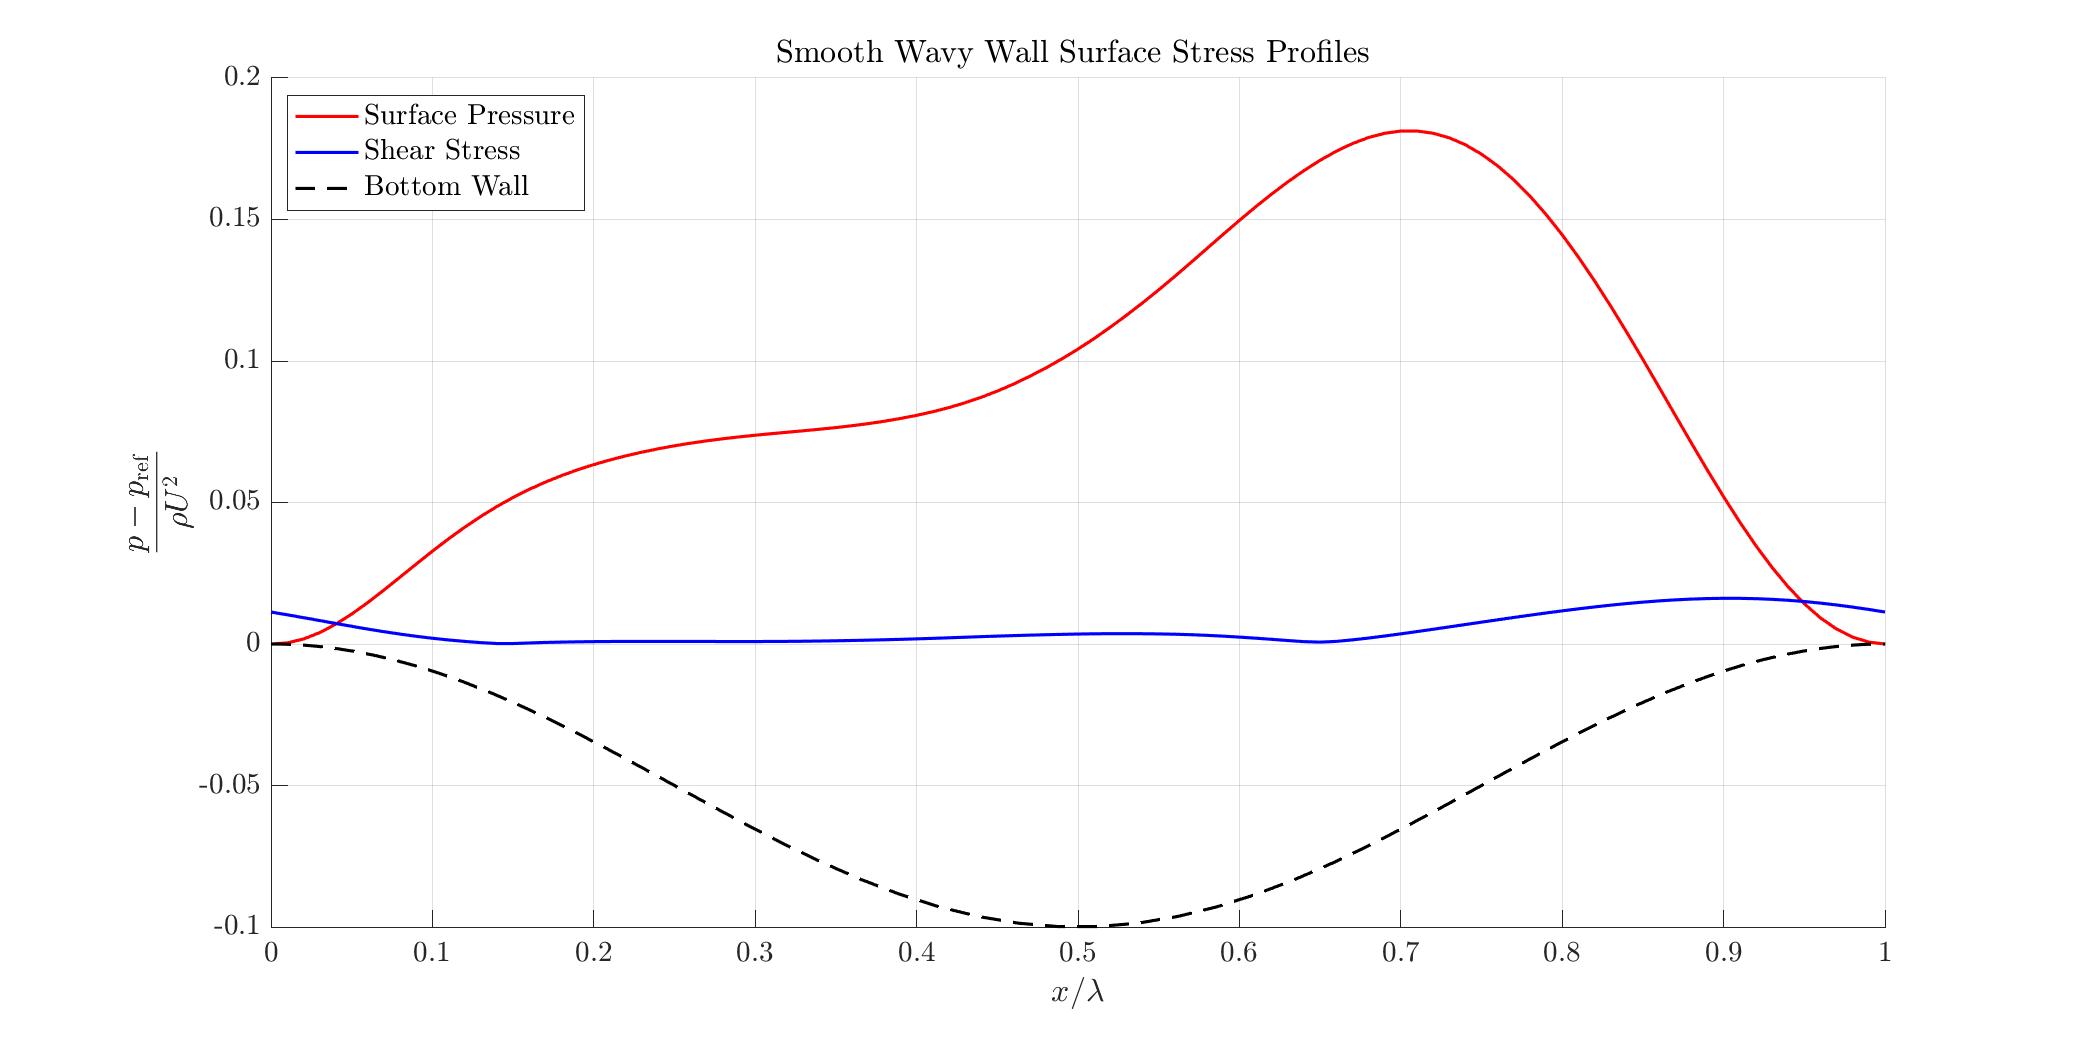 Smooth Wavy Wall Surface Stress Profiles
0.2
0.15
0.1
0.05
0
-0.05
-0.1
Surface Pressure
Shear Stress
Bottom Wall
p − p_ref
ρU²
0 0.1 0.2 0.3 0.4 0.5 0.6 0.7 0.8 0.9 1
x/λ